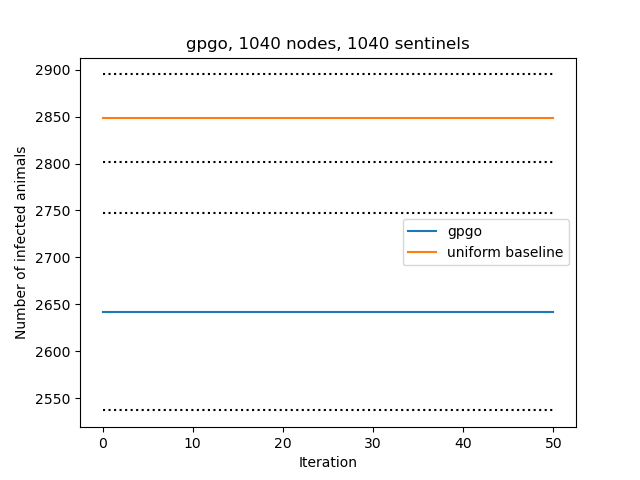 gpgo, 1040 nodes, 1040 sentinels
2900
2850
2800
2750
2700
2650
2600
2550
Number of infected animals
gpgo
uniform baseline
0 10 20 30 40 50
Iteration